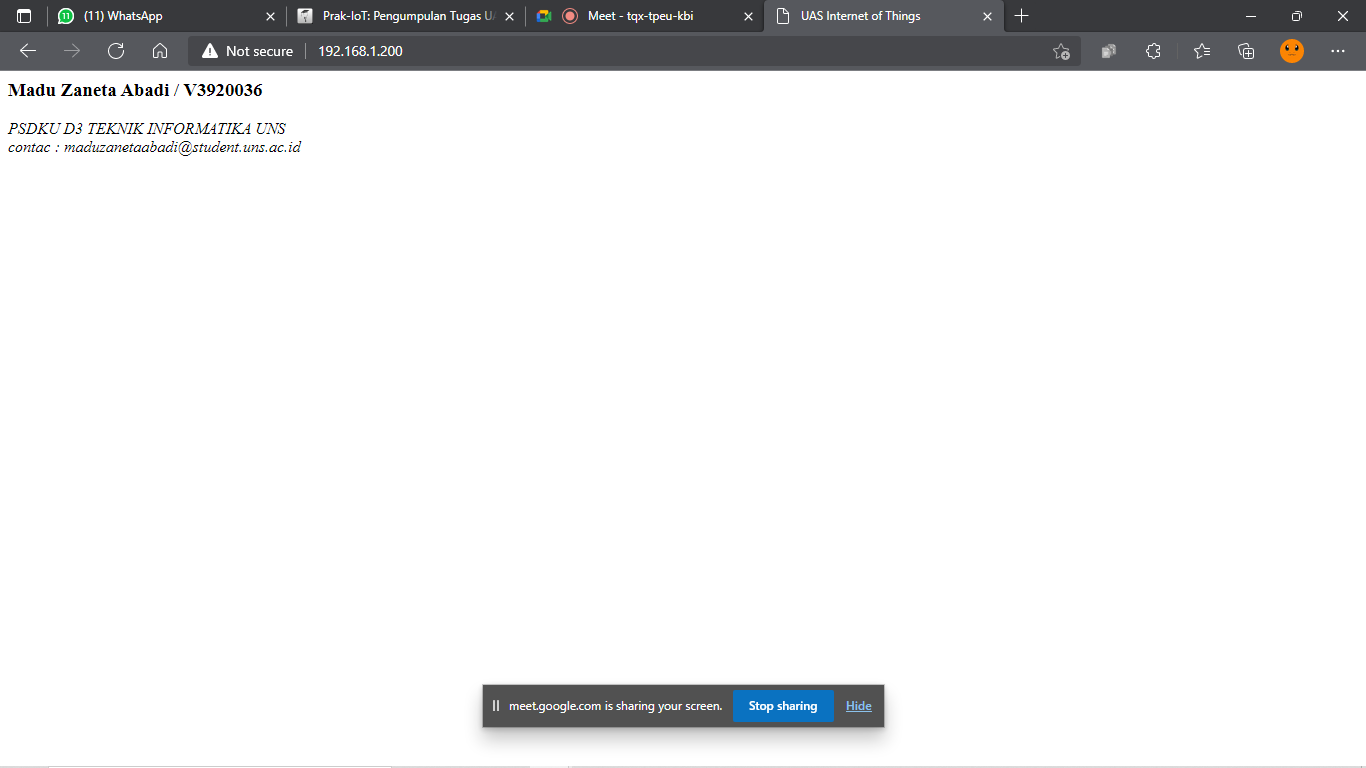 (11) WhatsApp
Prak-IoT: Pengumpulan Tugas U
Meet - tqx-tpeu-kbi
UAS Internet of Things
Not secure
192.168.1.200
Madu Zaneta Abadi / V3920036
PSDKU D3 TEKNIK INFORMATIKA UNS
contac : maduzanetaabadi@student.uns.ac.id
meet.google.com is sharing your screen.
Stop sharing
Hide